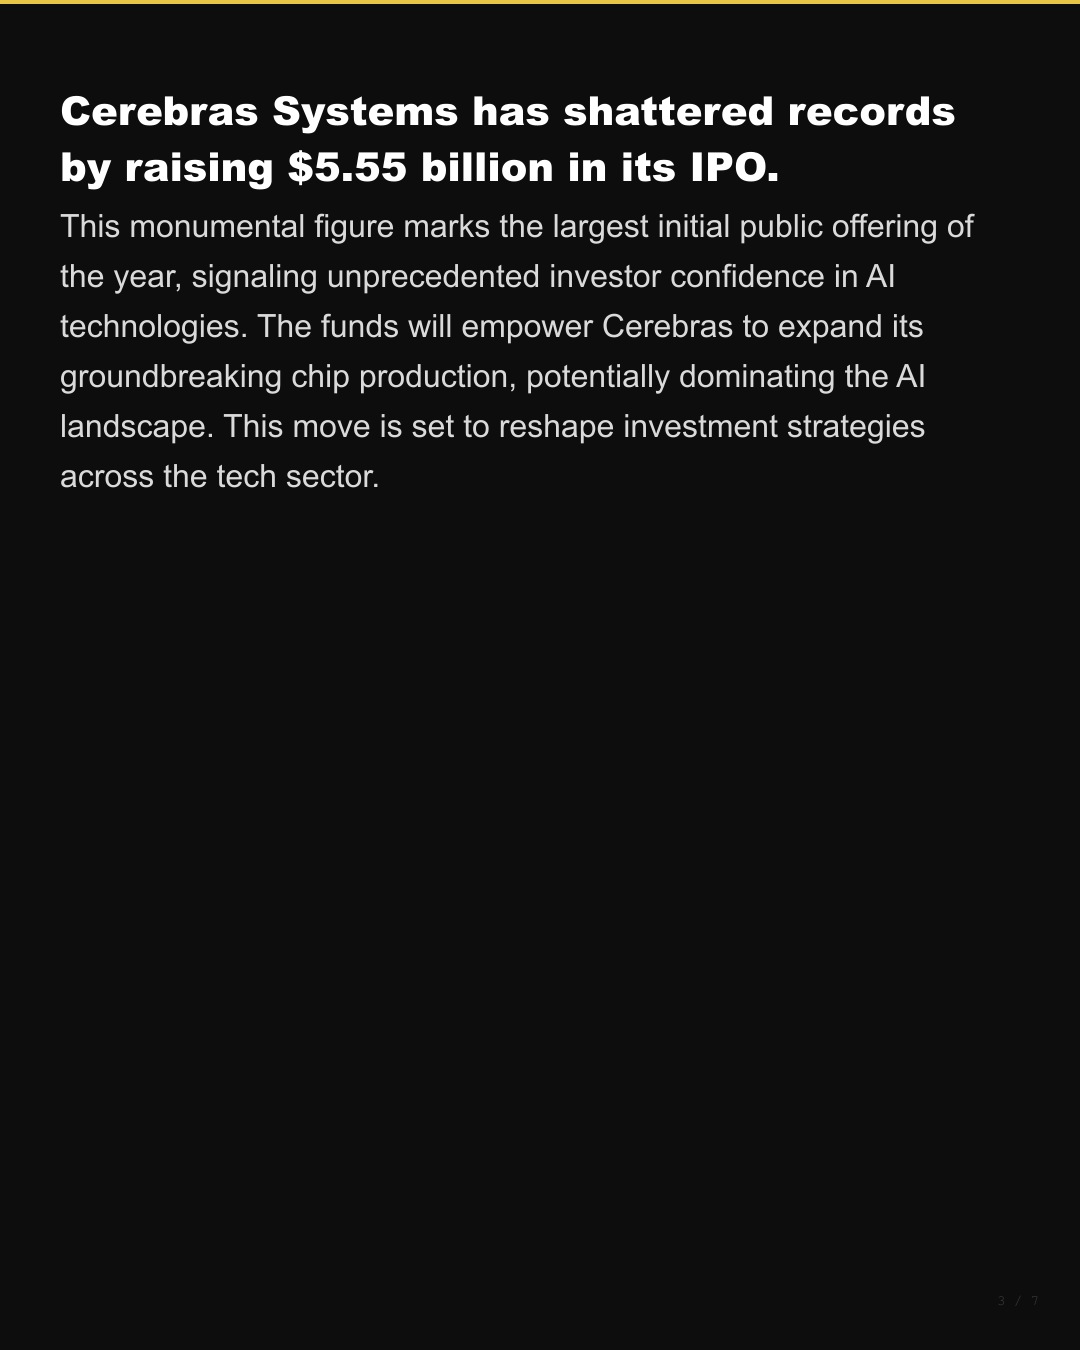 Cerebras Systems has shattered records
by raising $5.55 billion in its IPO.
This monumental figure marks the largest initial public offering of
the year, signaling unprecedented investor confidence in AI
technologies. The funds will empower Cerebras to expand its
groundbreaking chip production, potentially dominating the AI
landscape. This move is set to reshape investment strategies
across the tech sector.
3 / 7